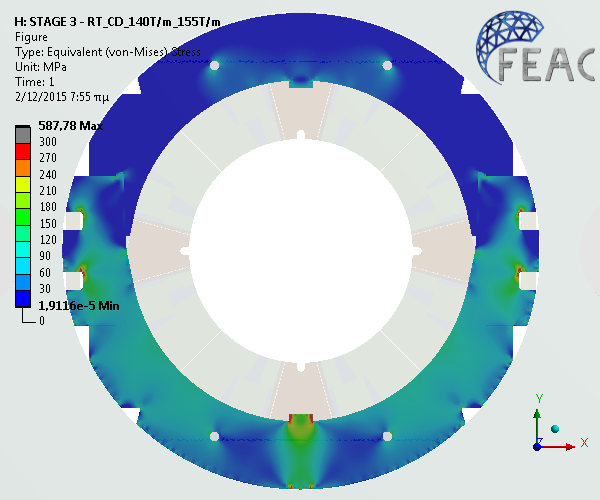 H: STAGE 3 - RT_CD_140T/m_155T/m
Figure
Type: Equivalent (von-Mises) Stress
Unit: MPa
Time: 1
2/12/2015 7:55 πμ
FEAC
587,78 Max
300
270
240
210
180
150
120
90
60
30
1,9116e-5 Min
0
Y
Z
X